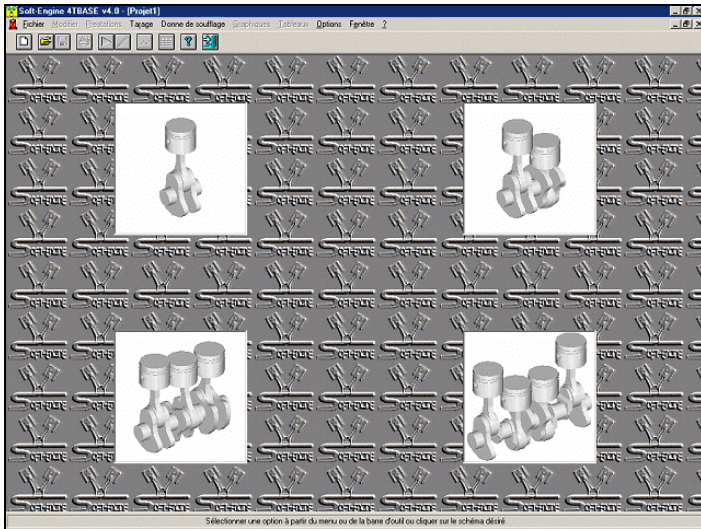 Soft-Engine 4TBASE v4.0 - [Projet1]
Fichier Modifier Prestations Tarage Donne de soufflage Graphiques Tableaux Options Fenêtre ?
Sélectionner une option à partir du menu ou de la barre d'outil ou cliquer sur le schéma désiré